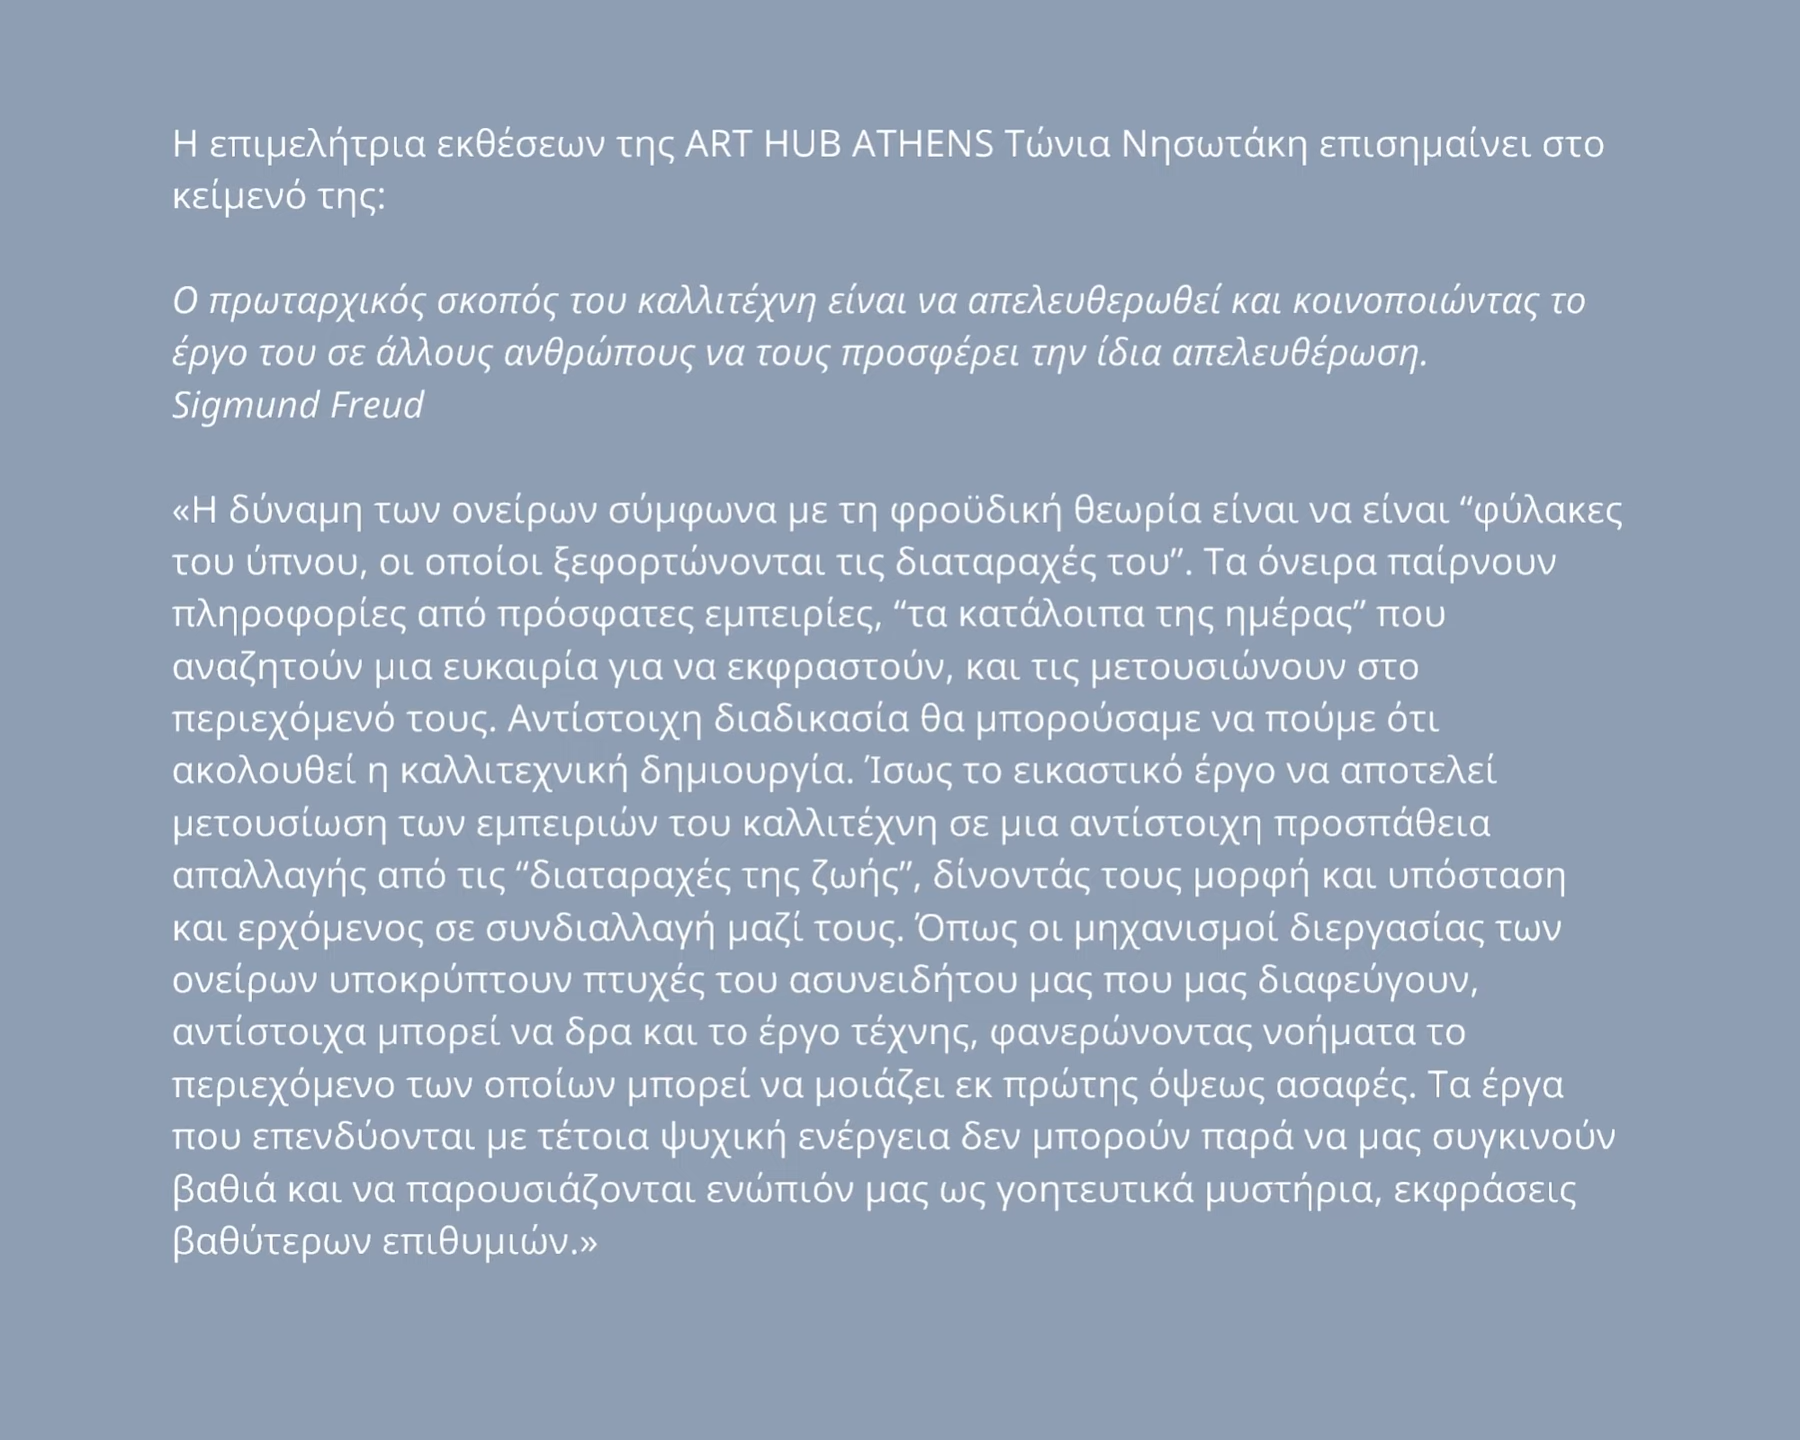 Η επιμελήτρια εκθέσεων της ART HUB ATHENS Τώνια Νησωτάκη επισημαίνει στο
κείμενό της:
Ο πρωταρχικός σκοπός του καλλιτέχνη είναι να απελευθερωθεί και κοινοποιώντας το
έργο του σε άλλους ανθρώπους να τους προσφέρει την ίδια απελευθέρωση.
Sigmund Freud
«Η δύναμη των ονείρων σύμφωνα με τη φροϋδική θεωρία είναι να είναι “φύλακες
του ύπνου, οι οποίοι ξεφορτώνονται τις διαταραχές του”. Τα όνειρα παίρνουν
πληροφορίες από πρόσφατες εμπειρίες, “τα κατάλοιπα της ημέρας” που
αναζητούν μια ευκαιρία για να εκφραστούν, και τις μετουσιώνουν στο
περιεχόμενό τους. Αντίστοιχη διαδικασία θα μπορούσαμε να πούμε ότι
ακολουθεί η καλλιτεχνική δημιουργία. Ίσως το εικαστικό έργο να αποτελεί
μετουσίωση των εμπειριών του καλλιτέχνη σε μια αντίστοιχη προσπάθεια
απαλλαγής από τις “διαταραχές της ζωής”, δίνοντάς τους μορφή και υπόσταση
και ερχόμενος σε συνδιαλλαγή μαζί τους. Όπως οι μηχανισμοί διεργασίας των
ονείρων υποκρύπτουν πτυχές του ασυνειδήτου μας που μας διαφεύγουν,
αντίστοιχα μπορεί να δρα και το έργο τέχνης, φανερώνοντας νοήματα το
περιεχόμενο των οποίων μπορεί να μοιάζει εκ πρώτης όψεως ασαφές. Τα έργα
που επενδύονται με τέτοια ψυχική ενέργεια δεν μπορούν παρά να μας συγκινούν
βαθιά και να παρουσιάζονται ενώπιόν μας ως γοητευτικά μυστήρια, εκφράσεις
βαθύτερων επιθυμιών.»